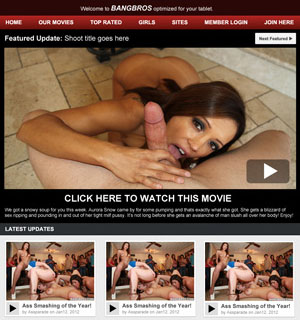 Welcome to BANGBROS optimized for your tablet.
HOME OUR MOVIES TOP RATED GIRLS SITES MEMBER LOGIN JOIN HERE
Featured Update: Shoot title goes here
Next Featured ►
CLICK HERE TO WATCH THIS MOVIE
We got a snowy soup for you this week. Aurora Snow came by for some pumping and thats exactly what she got. She gets a blizzard of
sex ripping and pounding in and out of her tight milf pussy. It's not long before she gets an avalanche of man slush all over her body! Enjoy!
LATEST UPDATES
Ass Smashing of the Year!
by Assparade on Jan12, 2012
Ass Smashing of the Year!
by Assparade on Jan12, 2012
Ass Smashing of the Year!
by Assparade on Jan12, 2012